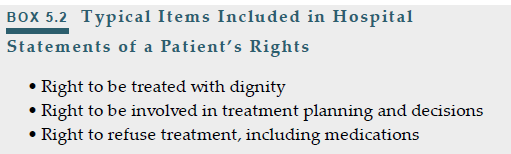 BOX 5.2 Typical Items Included in Hospital
Statements of a Patient’s Rights
• Right to be treated with dignity
• Right to be involved in treatment planning and decisions
• Right to refuse treatment, including medications